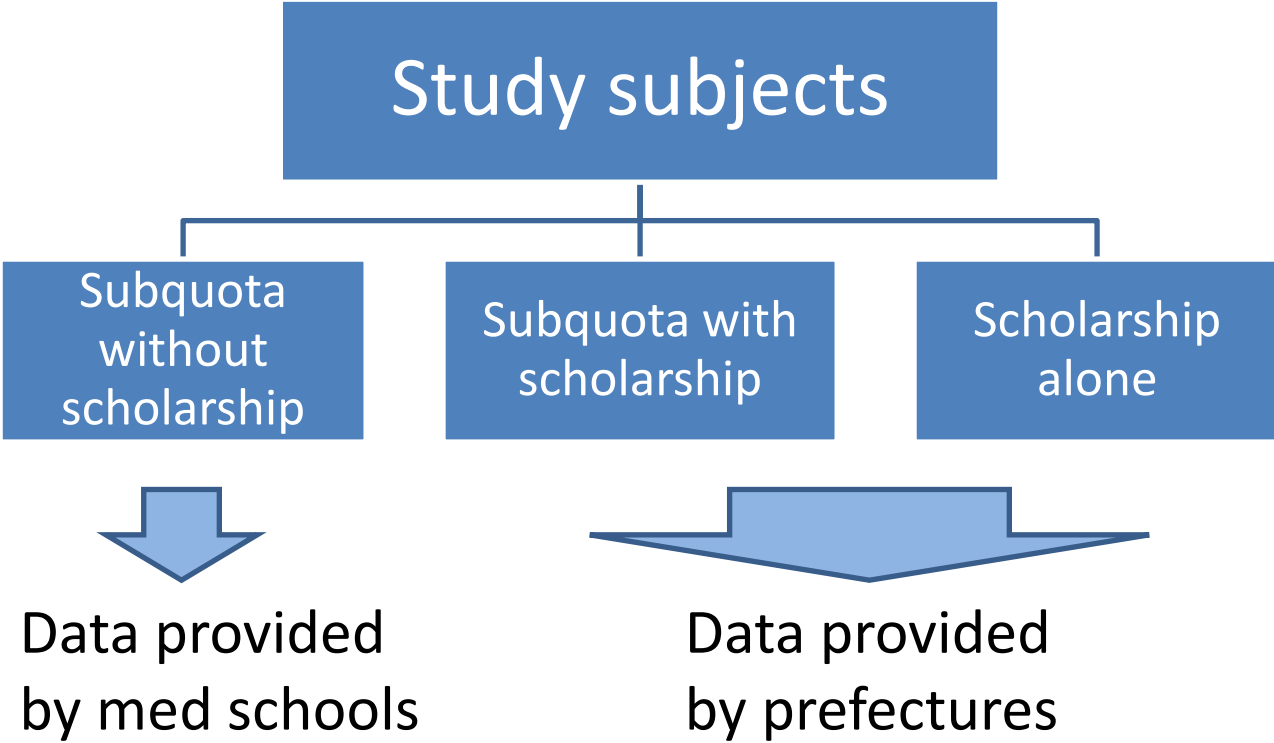 Study subjects
Subquota
without
scholarship
Subquota with
scholarship
Scholarship
alone
Data provided
by med schools
Data provided
by prefectures